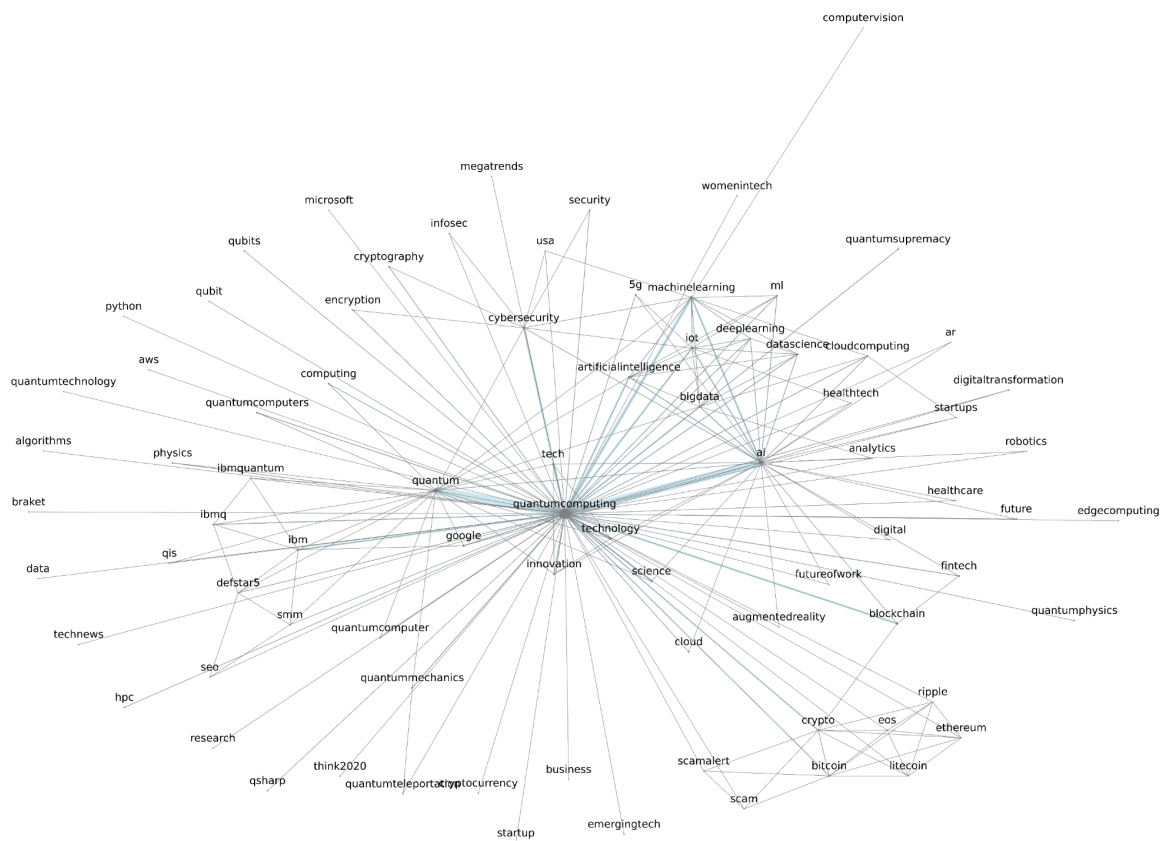 computervision
megatrends
womenintech
microsoft
security
infosec
qubits
usa
quantumsupremacy
cryptography
5g
machinelearning
ml
qubit
encryption
python
cybersecurity
deeplearning
iot
ar
datascience
cloudcomputing
aws
artificialintelligence
computing
quantumtechnology
digitaltransformation
healthtech
bigdata
quantumcomputers
startups
algorithms
robotics
physics
tech
ai
analytics
ibmquantum
quantum
healthcare
braket
quantumcomputing
future
edgecomputing
ibmq
technology
digital
ibm
google
qis
innovation
fintech
data
science
futureofwork
defstar5
smm
augmentedreality
blockchain
quantumphysics
technews
quantumcomputer
cloud
seo
quantummechanics
hpc
ripple
crypto
eos
ethereum
research
scamalert
think2020
business
bitcoin
litecoin
qsharp
quantumteleportation
cryptocurrency
scam
emergingtech
startup